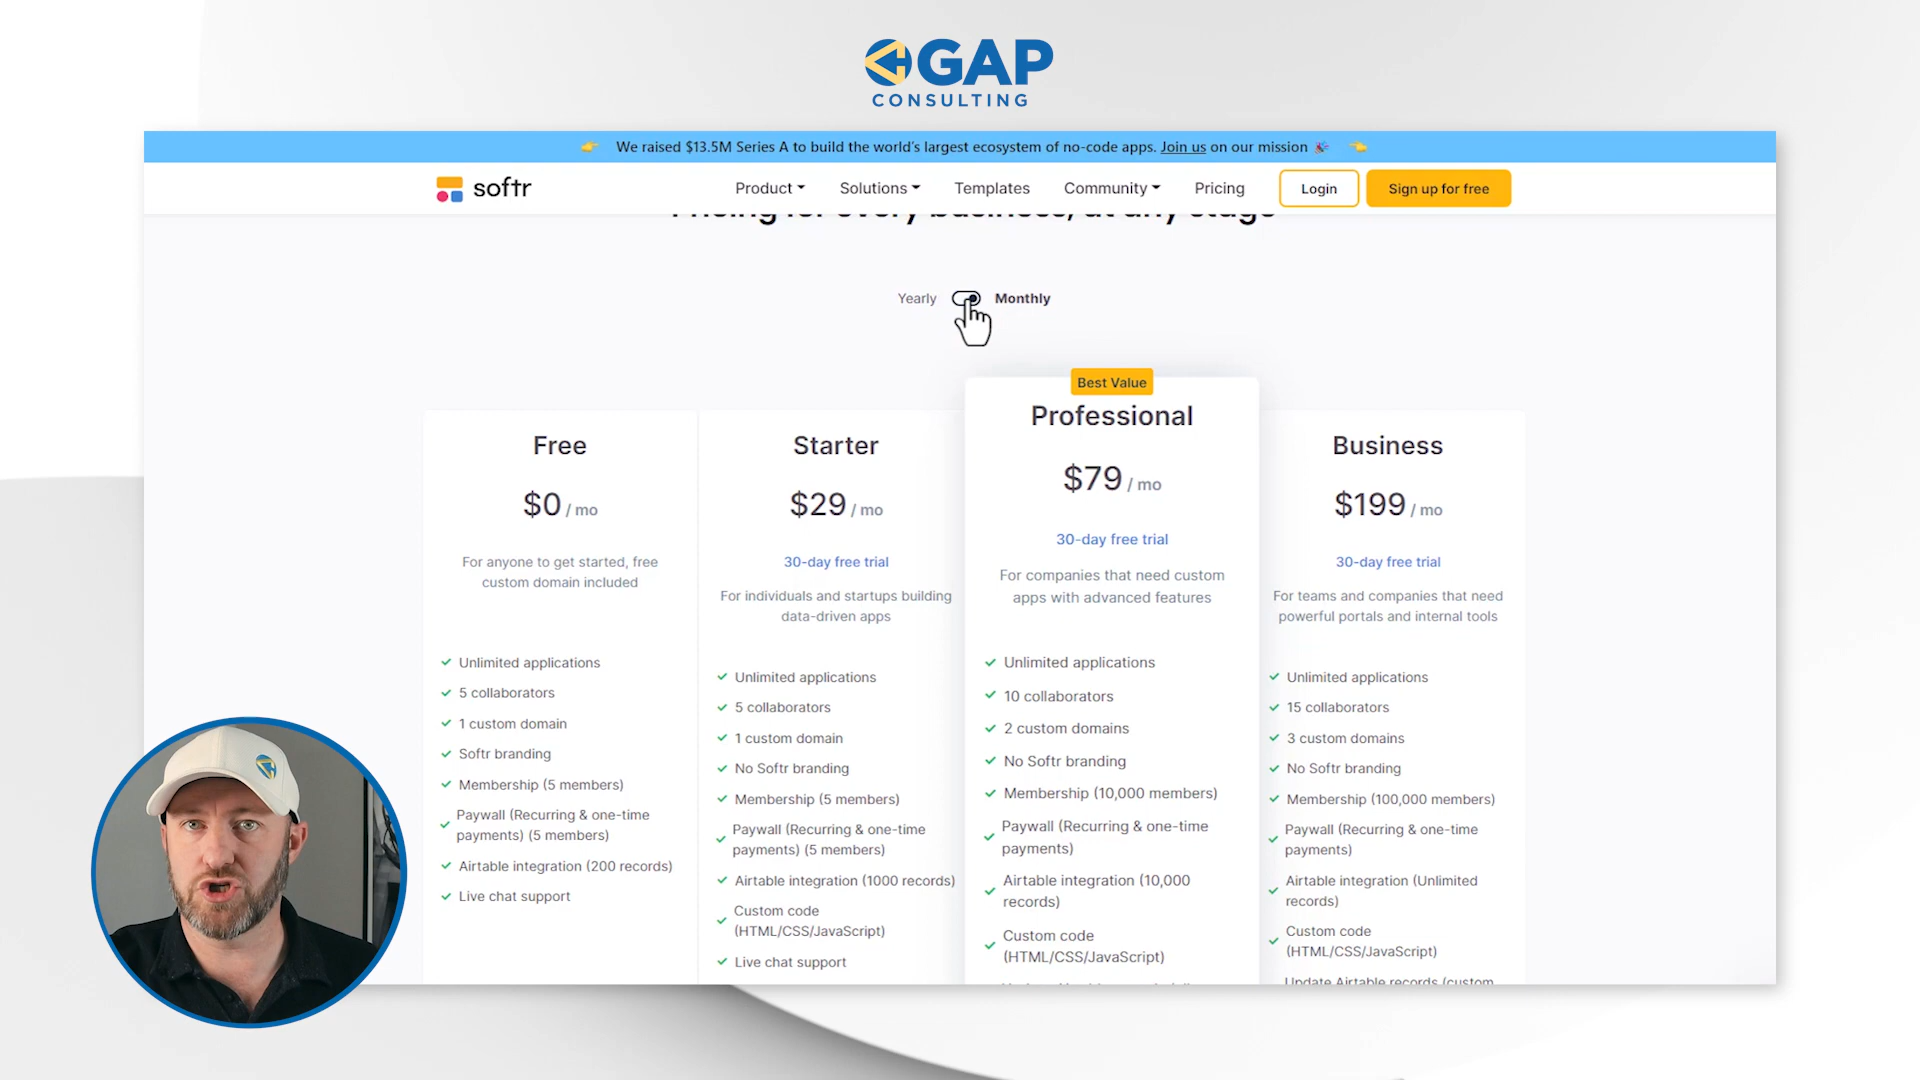 GAP
CONSULTING
We raised $13.5M Series A to build the world's largest ecosystem of no-code apps. Join us on our mission
softr
Product
Solutions
Templates
Community
Pricing
Login
Sign up for free
Pricing for every business, at any stage
Yearly
Monthly
Free
$0 / mo
For anyone to get started, free
custom domain included
Unlimited applications
5 collaborators
1 custom domain
Softr branding
Membership (5 members)
Paywall (Recurring & one-time
payments) (5 members)
Airtable integration (200 records)
Live chat support
Starter
$29 / mo
30-day free trial
For individuals and startups building
data-driven apps
Unlimited applications
5 collaborators
1 custom domain
No Softr branding
Membership (5 members)
Paywall (Recurring & one-time
payments) (5 members)
Airtable integration (1000 records)
Custom code
(HTML/CSS/JavaScript)
Live chat support
Best Value
Professional
$79 / mo
30-day free trial
For companies that need custom
apps with advanced features
Unlimited applications
10 collaborators
2 custom domains
No Softr branding
Membership (10,000 members)
Paywall (Recurring & one-time
payments)
Airtable integration (10,000
records)
Custom code
(HTML/CSS/JavaScript)
Business
$199 / mo
30-day free trial
For teams and companies that need
powerful portals and internal tools
Unlimited applications
15 collaborators
3 custom domains
No Softr branding
Membership (100,000 members)
Paywall (Recurring & one-time
payments)
Airtable integration (Unlimited
records)
Custom code
(HTML/CSS/JavaScript)
Update Airtable records (custom